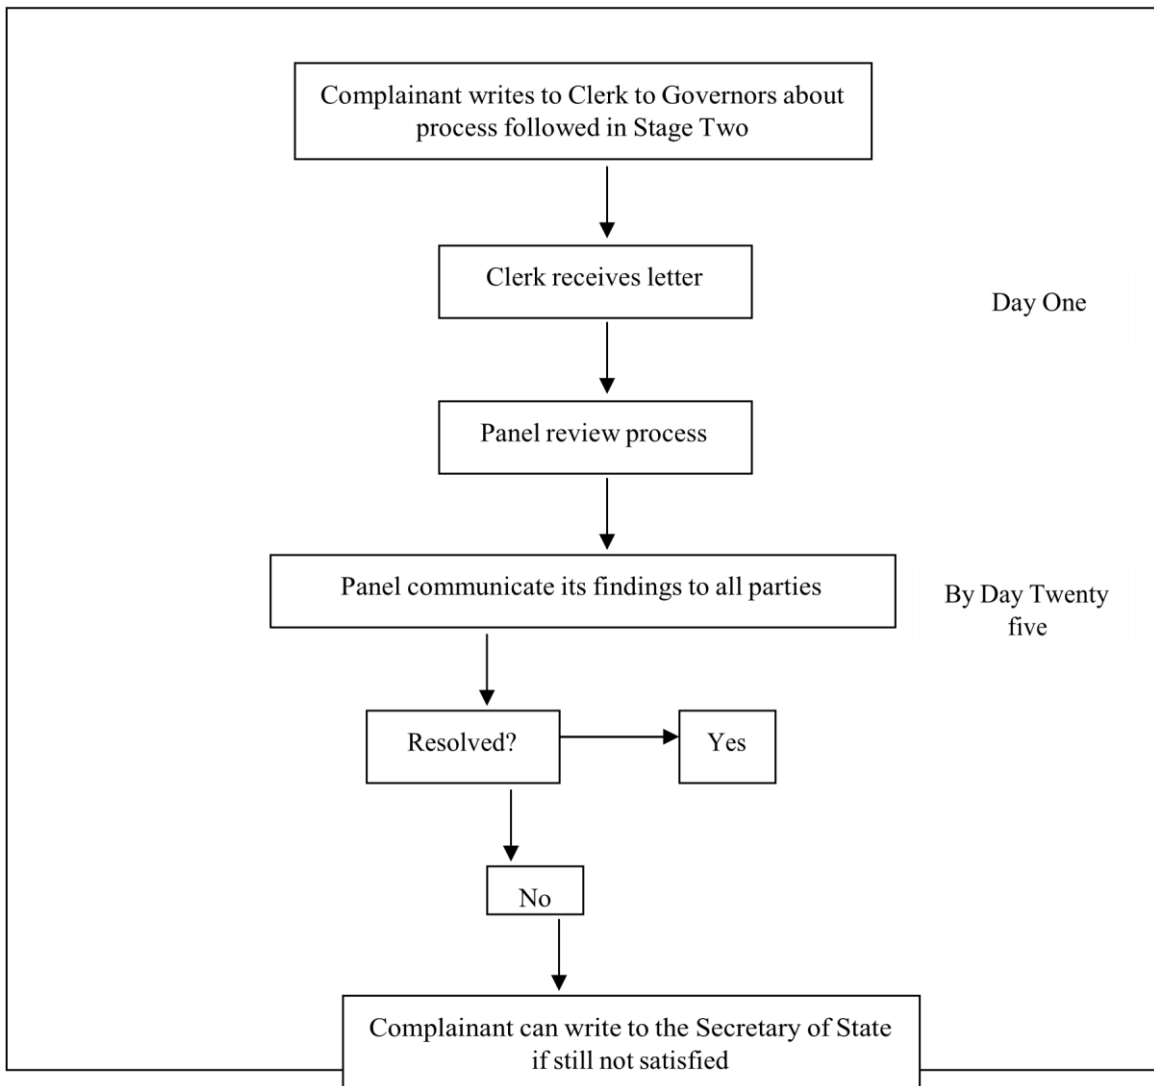 Complainant writes to Clerk to Governors about
process followed in Stage Two
Clerk receives letter
Day One
Panel review process
Panel communicate its findings to all parties
By Day Twenty
five
Resolved?
Yes
No
Complainant can write to the Secretary of State
if still not satisfied